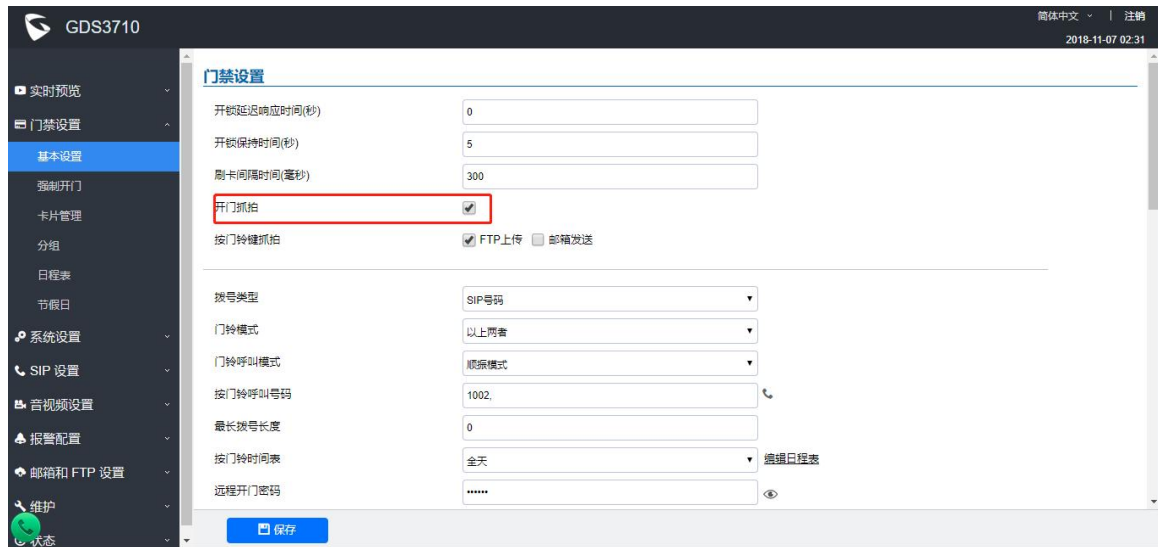 GDS3710
简体中文 | 注销
2018-11-07 02:31
实时预览
门禁设置
基本设置
强制开门
卡片管理
分组
日程表
节假日
系统设置
SIP 设置
音视频设置
报警配置
邮箱和 FTP 设置
维护
状态
门禁设置
开锁延迟响应时间(秒) 0
开锁保持时间(秒) 5
刷卡间隔时间(毫秒) 300
开门抓拍
按门铃键抓拍 FTP上传 邮箱发送
拨号类型 SIP号码
门铃模式 以上两者
门铃呼叫模式 顺振模式
按门铃呼叫号码 1002,
最长拨号长度 0
按门铃时间表 全天 编辑日程表
远程开门密码 ••••••
保存